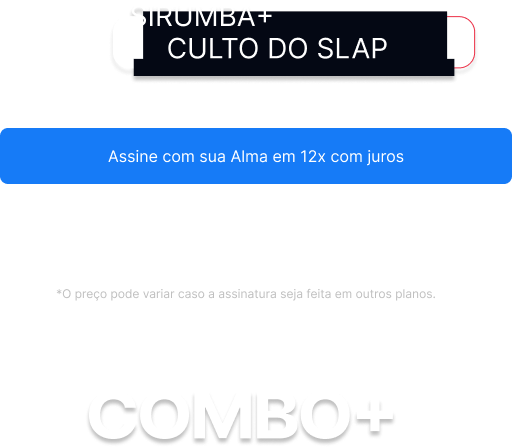 SIRUMBA+
CULTO DO SLAP
Assine com sua Alma em 12x com juros
*O preço pode variar caso a assinatura seja feita em outros planos.
COMBO+